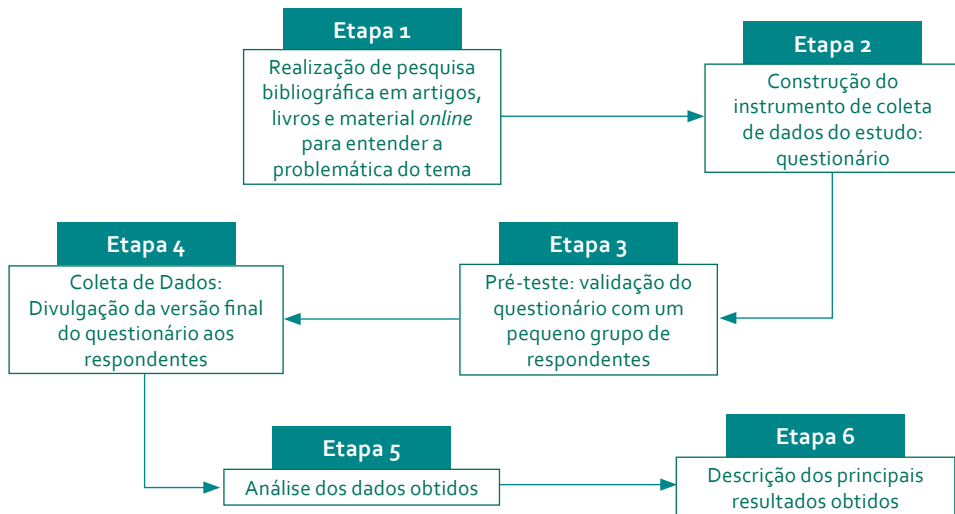 Etapa 1
Realização de pesquisa
bibliográfica em artigos,
livros e material online
para entender a
problemática do tema
Etapa 2
Construção do
instrumento de coleta
de dados do estudo:
questionário
Etapa 3
Pré-teste: validação do
questionário com um
pequeno grupo de
respondentes
Etapa 4
Coleta de Dados:
Divulgação da versão final
do questionário aos
respondentes
Etapa 5
Análise dos dados obtidos
Etapa 6
Descrição dos principais
resultados obtidos